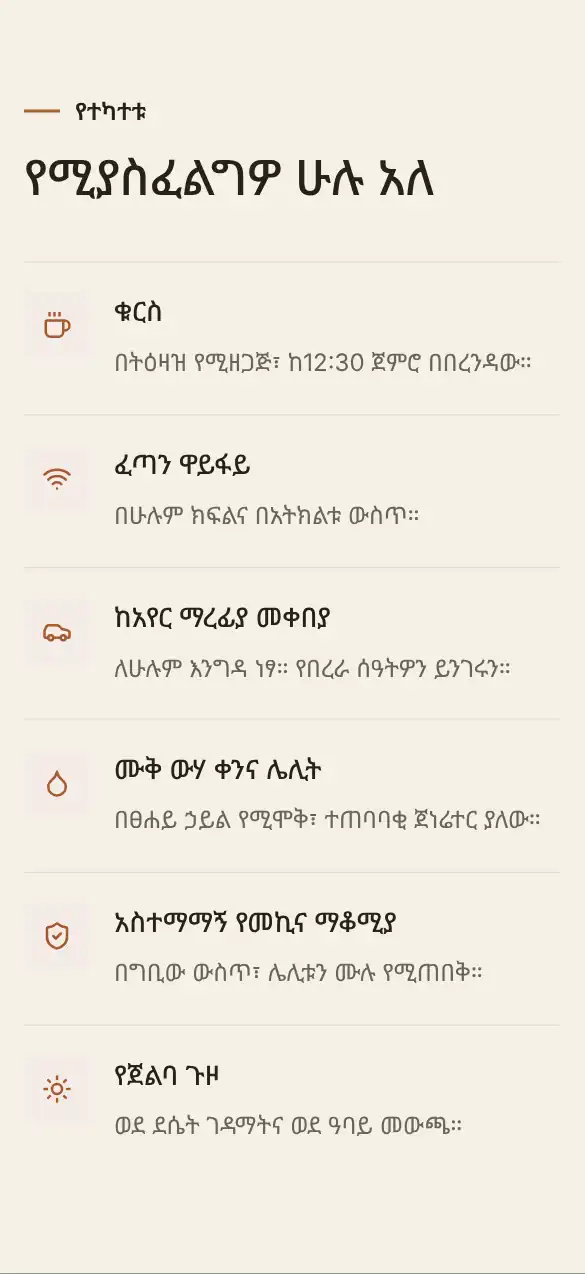 የተካተቱ
የሚያስፈልግዎ ሁሉ አለ
ቁርስ
በትዕዛዝ የሚዘጋጅ፣ ከ12:30 ጀምሮ በበረንዳው።
ፈጣን ዋይፋይ
በሁሉም ክፍልና በአትክልቱ ውስጥ።
ከአየር ማረፊያ መቀበያ
ለሁሉም እንግዳ ነፃ። የበረራ ሰዓትዎን ይንገሩን።
ሙቅ ውሃ ቀንና ሌሊት
በፀሐይ ኃይል የሚሞቅ፣ ተጠባባቂ ጀነሬተር ያለው።
አስተማማኝ የመኪና ማቆሚያ
በግቢው ውስጥ፣ ሌሊቱን ሙሉ የሚጠበቅ።
የጀልባ ጉዞ
ወደ ደሴት ገዳማትና ወደ ዓባይ መውጫ።